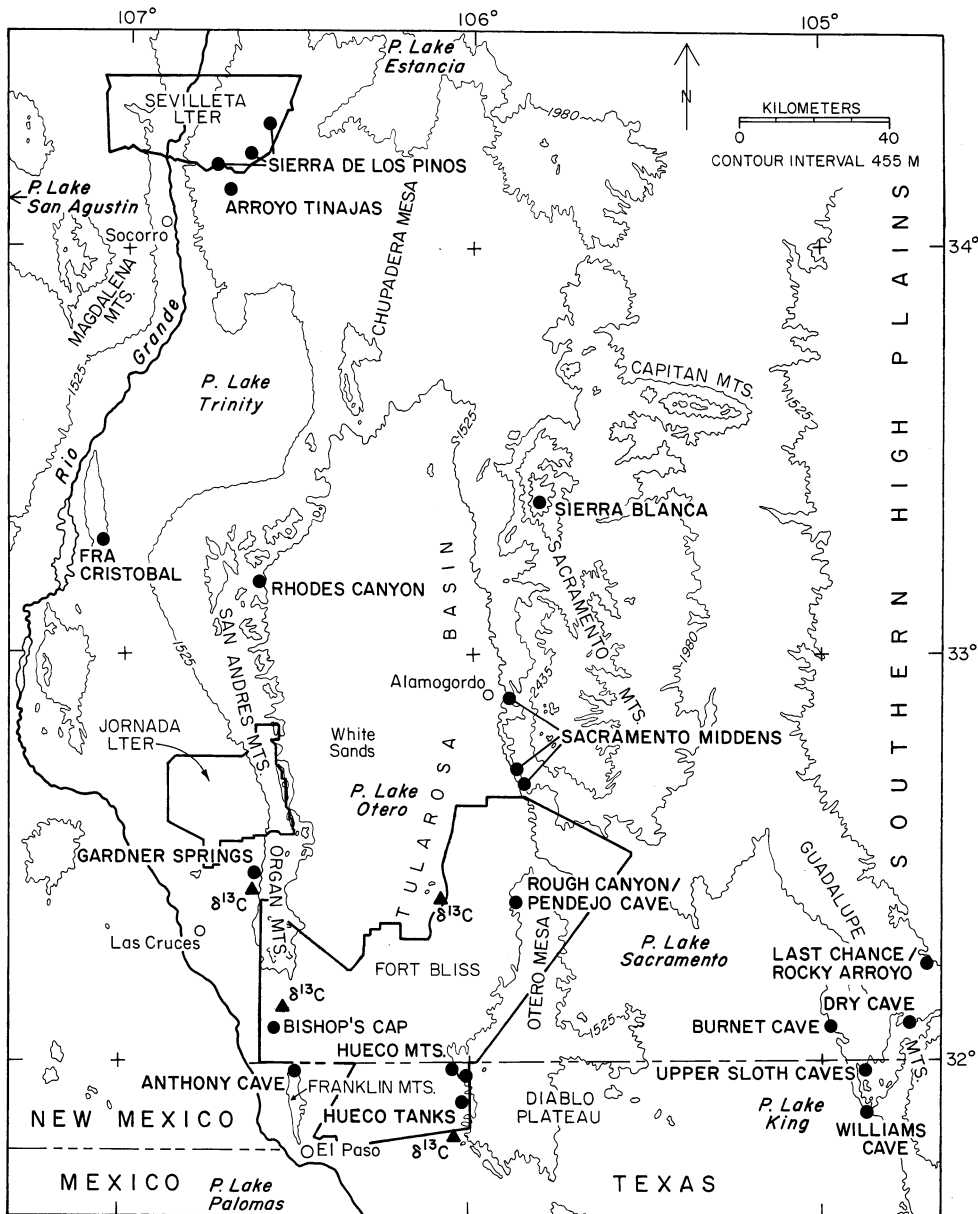 107°
106°
105°
P. Lake
Estancia
SEVILLETA
LTER
1980
N
KILOMETERS
0
40
CONTOUR INTERVAL 455 M
SIERRA DE LOS PINOS
P. Lake
San Agustin
ARROYO TINAJAS
Socorro
CHUPADERA MESA
34°
MAGDALENA
MTS.
Rio Grande
1525
P. Lake
Trinity
CAPITAN MTS.
1525
1525
SOUTHERN HIGH PLAINS
SIERRA BLANCA
FRA
CRISTOBAL
RHODES CANYON
SACRAMENTO
MTS.
SAN ANDRES MTS
1525
TULAROSA BASIN
1980
33°
Alamogordo
2435
JORNADA
LTER
White
Sands
SACRAMENTO MIDDENS
P. Lake
Otero
GARDNER SPRINGS
δ¹³C
ORGAN MTS.
δ¹³C
ROUGH CANYON/
PENDEJO CAVE
GUADALUPE
MTS.
Las Cruces
P. Lake
Sacramento
LAST CHANCE/
ROCKY ARROYO
FORT BLISS
OTERO MESA
δ¹³C
DRY CAVE
BISHOP'S CAP
1525
BURNET CAVE
HUECO MTS.
32°
ANTHONY CAVE
FRANKLIN MTS.
UPPER SLOTH CAVES
NEW MEXICO
HUECO TANKS
DIABLO
PLATEAU
P. Lake
King
WILLIAMS
CAVE
El Paso
δ¹³C
MEXICO
P. Lake
Palomas
TEXAS